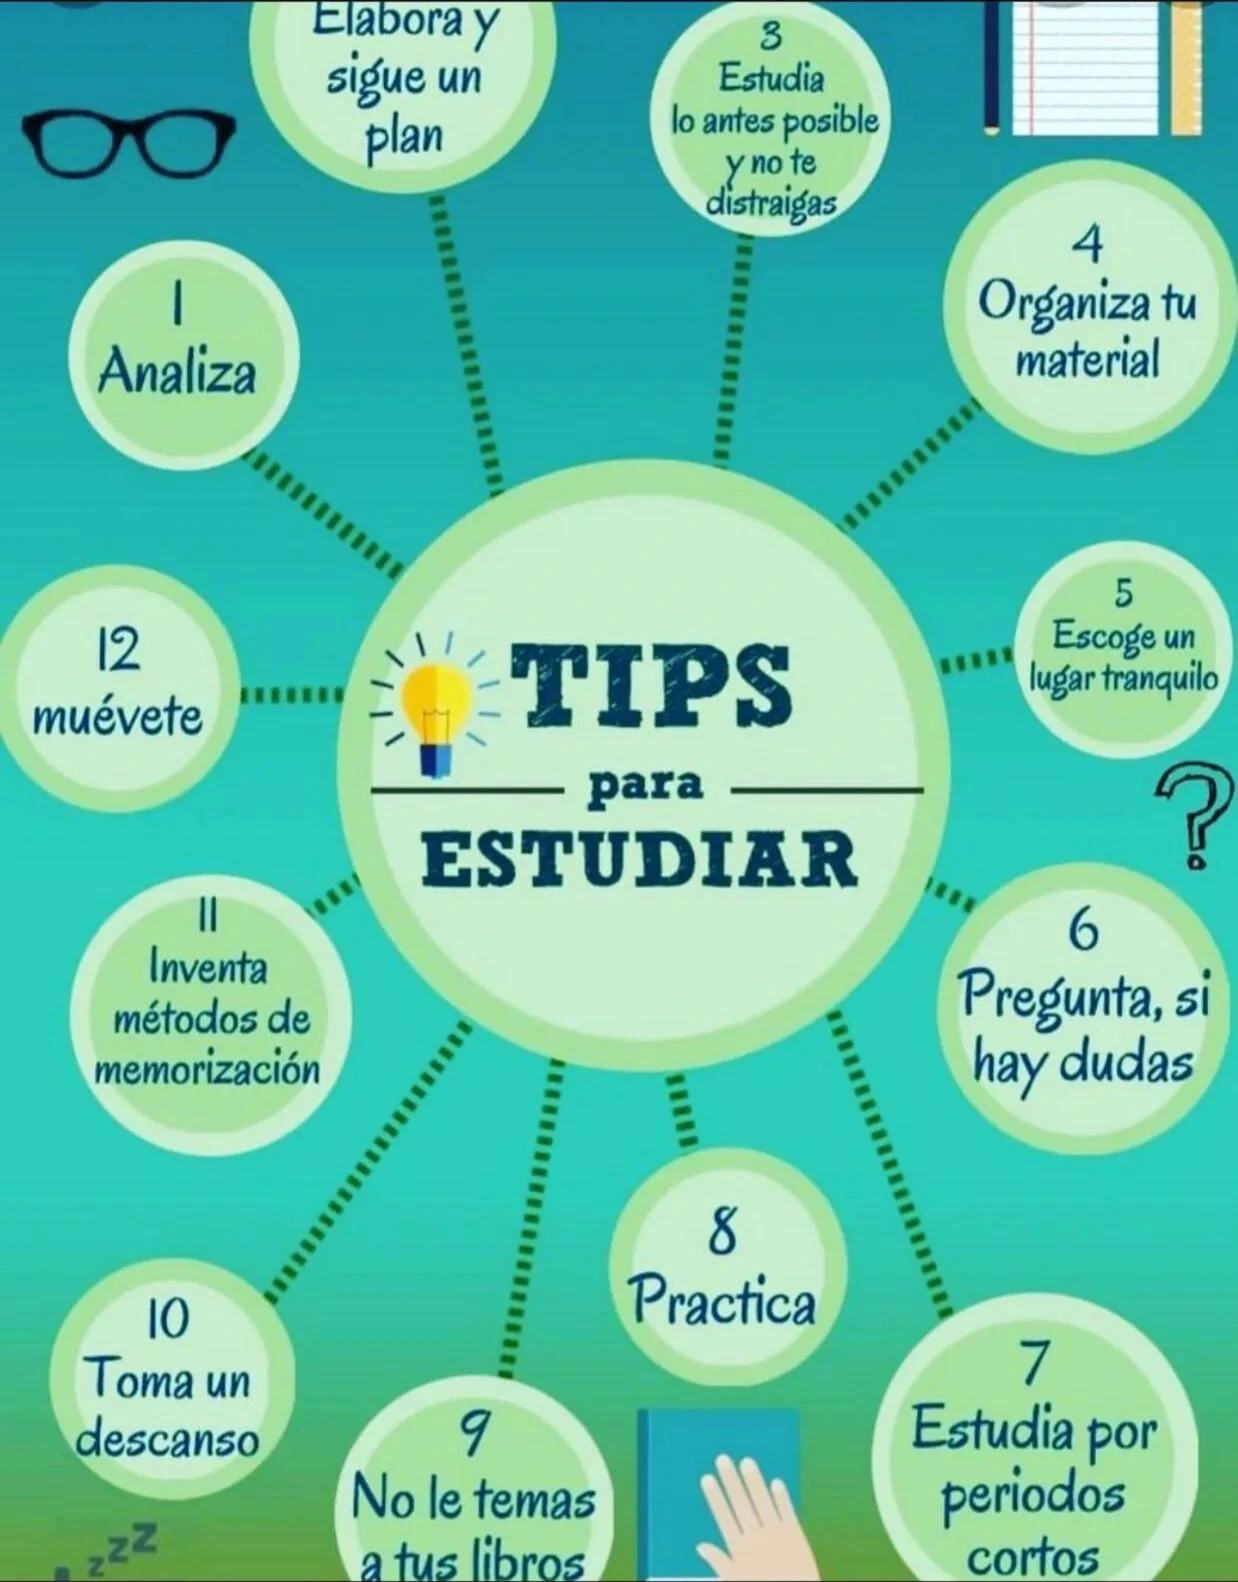 TIPS
para
ESTUDIAR
1
Analiza
Elabora y
sigue un
plan
3
Estudia
lo antes posible
y no te
distraigas
4
Organiza tu
material
5
Escoge un
lugar tranquilo
?
6
Pregunta, si
hay dudas
7
Estudia por
periodos
cortos
8
Practica
9
No le temas
a tus libros
10
Toma un
descanso
zzz
11
Inventa
métodos de
memorización
12
muévete